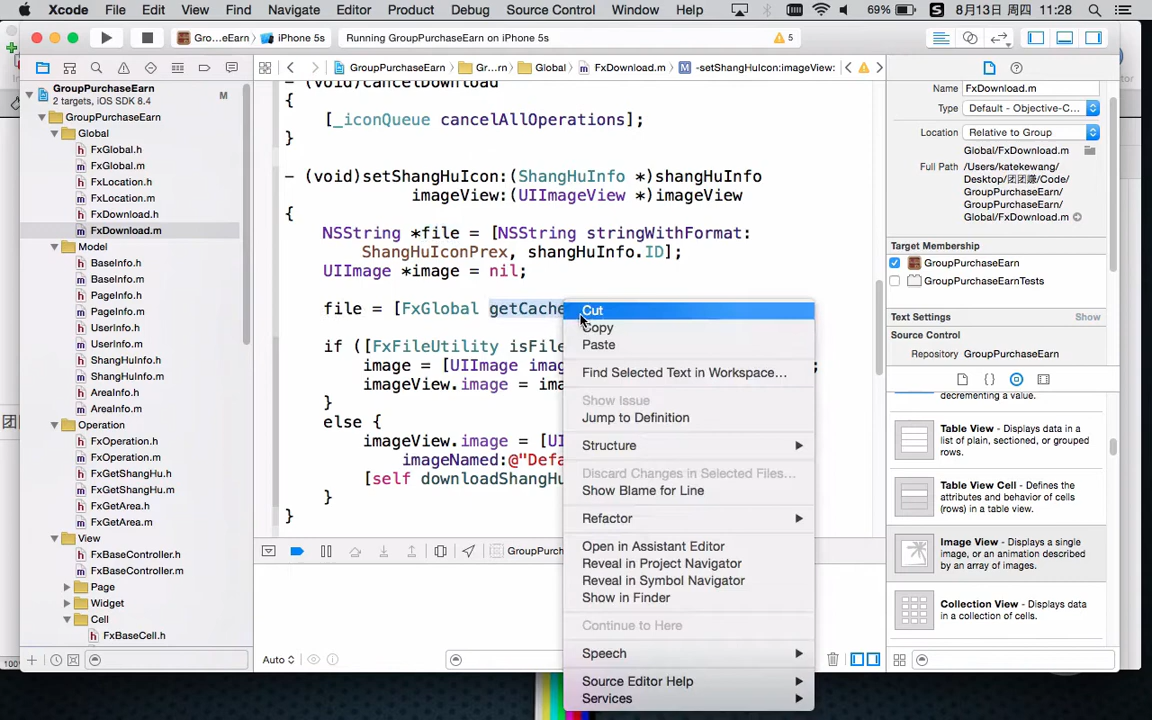 Xcode File Edit View Find Navigate Editor Product Debug Source Control Window Help 69% 8月13日 周四 11:28
Gro...eEarn iPhone 5s Running GroupPurchaseEarn on iPhone 5s 5
GroupPurchaseEarn Gr...rn Global FxDownload.m -setShangHuIcon:imageView:
GroupPurchaseEarn
2 targets, iOS SDK 8.4
M
GroupPurchaseEarn
Global
FxGlobal.h
FxGlobal.m
FxLocation.h
FxLocation.m
FxDownload.h
FxDownload.m
Model
BaseInfo.h
BaseInfo.m
PageInfo.h
PageInfo.m
UserInfo.h
UserInfo.m
ShangHuInfo.h
ShangHuInfo.m
AreaInfo.h
AreaInfo.m
Operation
FxOperation.h
FxOperation.m
FxGetShangHu.h
FxGetShangHu.m
FxGetArea.h
FxGetArea.m
View
FxBaseController.h
FxBaseController.m
Page
Widget
Cell
FxBaseCell.h
- (void)cancelDownload
{
[_iconQueue cancelAllOperations];
}
- (void)setShangHuIcon:(ShangHuInfo *)shangHuInfo
imageView:(UIImageView *)imageView
{
NSString *file = [NSString stringWithFormat:
ShangHuIconPrex, shangHuInfo.ID];
UIImage *image = nil;
file = [FxGlobal getCache
if ([FxFileUtility isFile
image = [UIImage imag
imageView.image = ima
}
else {
imageView.image = [UI
imageNamed:@"Defa
[self downloadShangHu
}
}
Cut
Copy
Paste
Find Selected Text in Workspace...
Show Issue
Jump to Definition
Structure
Discard Changes in Selected Files...
Show Blame for Line
Refactor
Open in Assistant Editor
Reveal in Project Navigator
Reveal in Symbol Navigator
Show in Finder
Continue to Here
Speech
Source Editor Help
Services
GroupPurch
Auto
Name FxDownload.m
Type Default - Objective-C...
Location Relative to Group
Global/FxDownload.m
Full Path /Users/katekewang/
Desktop/团团赚/Code/
GroupPurchaseEarn/
GroupPurchaseEarn/
Global/FxDownload.m
Target Membership
GroupPurchaseEarn
GroupPurchaseEarnTests
Text Settings Show
Source Control
Repository GroupPurchaseEarn
decrementing a value.
Table View - Displays data in a
list of plain, sectioned, or grouped
rows.
Table View Cell - Defines the
attributes and behavior of cells
(rows) in a table view.
Image View - Displays a single
image, or an animation described
by an array of images.
Collection View - Displays data
in a collection of cells.